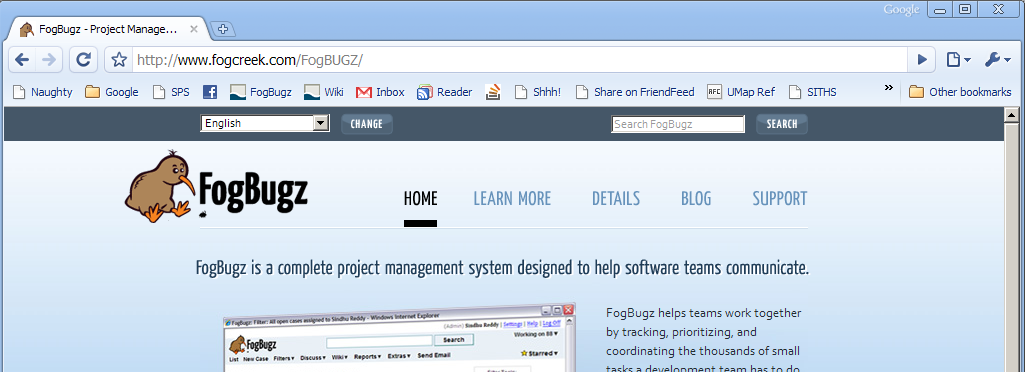 Google
FogBugz - Project Manage...
http://www.fogcreek.com/FogBUGZ/
Naughty Google SPS FogBugz Wiki Inbox Reader Shhh! Share on FriendFeed RFC UMap Ref SITHS » Other bookmarks
English CHANGE Search FogBugz SEARCH
FogBugz HOME LEARN MORE DETAILS BLOG SUPPORT
FogBugz is a complete project management system designed to help software teams communicate.
FogBugz: Filter: All open cases assigned to Sindhu Reddy - Windows Internet Explorer
(Admin) Sindhu Reddy | Settings | Help | Log Off
FogBugz Search Working on 88 ▾
List New Case Filters ▾ Discuss ▾ Wiki ▾ Reports ▾ Extras ▾ Send Email Starred ▾
FogBugz helps teams work together
by tracking, prioritizing, and
coordinating the thousands of small
tasks a development team has to do